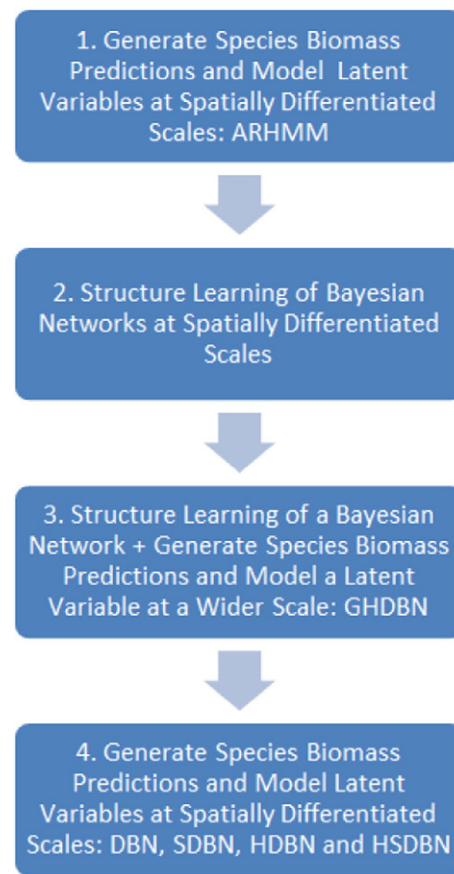 1. Generate Species Biomass
Predictions and Model Latent
Variables at Spatially Differentiated
Scales: ARHMM
2. Structure Learning of Bayesian
Networks at Spatially Differentiated
Scales
3. Structure Learning of a Bayesian
Network + Generate Species Biomass
Predictions and Model a Latent
Variable at a Wider Scale: GHDBN
4. Generate Species Biomass
Predictions and Model Latent
Variables at Spatially Differentiated
Scales: DBN, SDBN, HDBN and HSDBN